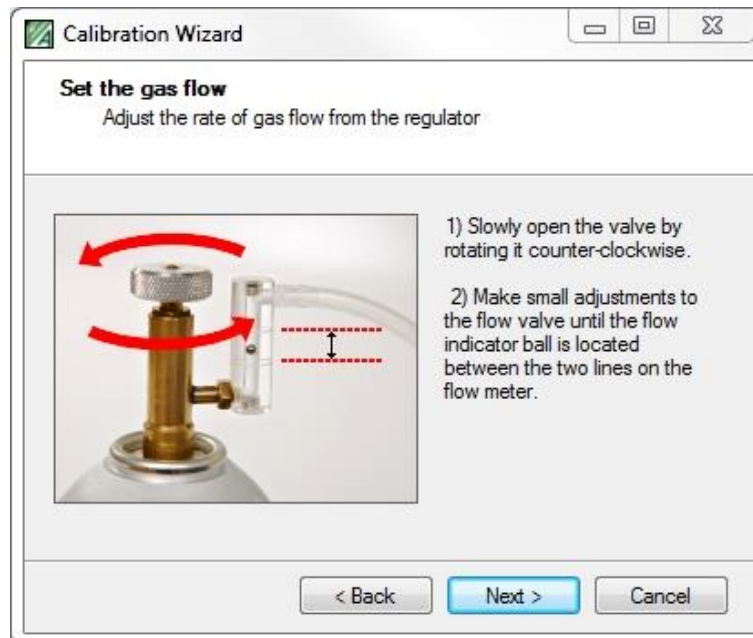 Calibration Wizard
Set the gas flow
Adjust the rate of gas flow from the regulator
1) Slowly open the valve by
rotating it counter-clockwise.
2) Make small adjustments to
the flow valve until the flow
indicator ball is located
between the two lines on the
flow meter.
< Back
Next >
Cancel